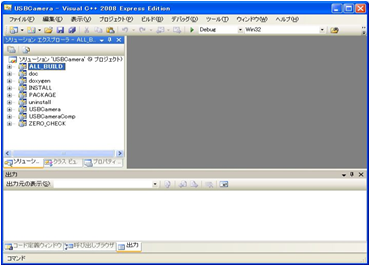 USBCamera - Visual C++ 2008 Express Edition
ファイル(F) 編集(E) 表示(V) プロジェクト(P) ビルド(B) デバッグ(D) ツール(T) ウィンドウ(W) ヘルプ(H)
Debug Win32
ソリューション エクスプローラ - ALL_B...
ソリューション 'USBCamera' (9 プロジェクト)
ALL_BUILD
doc
doxygen
INSTALL
PACKAGE
uninstall
USBCamera
USBCameraComp
ZERO_CHECK
ソリューシ... クラス ビュ... プロパティ...
出力
出力元の表示(S):
コード定義ウィンドウ 呼び出しブラウザ 出力
コマンド